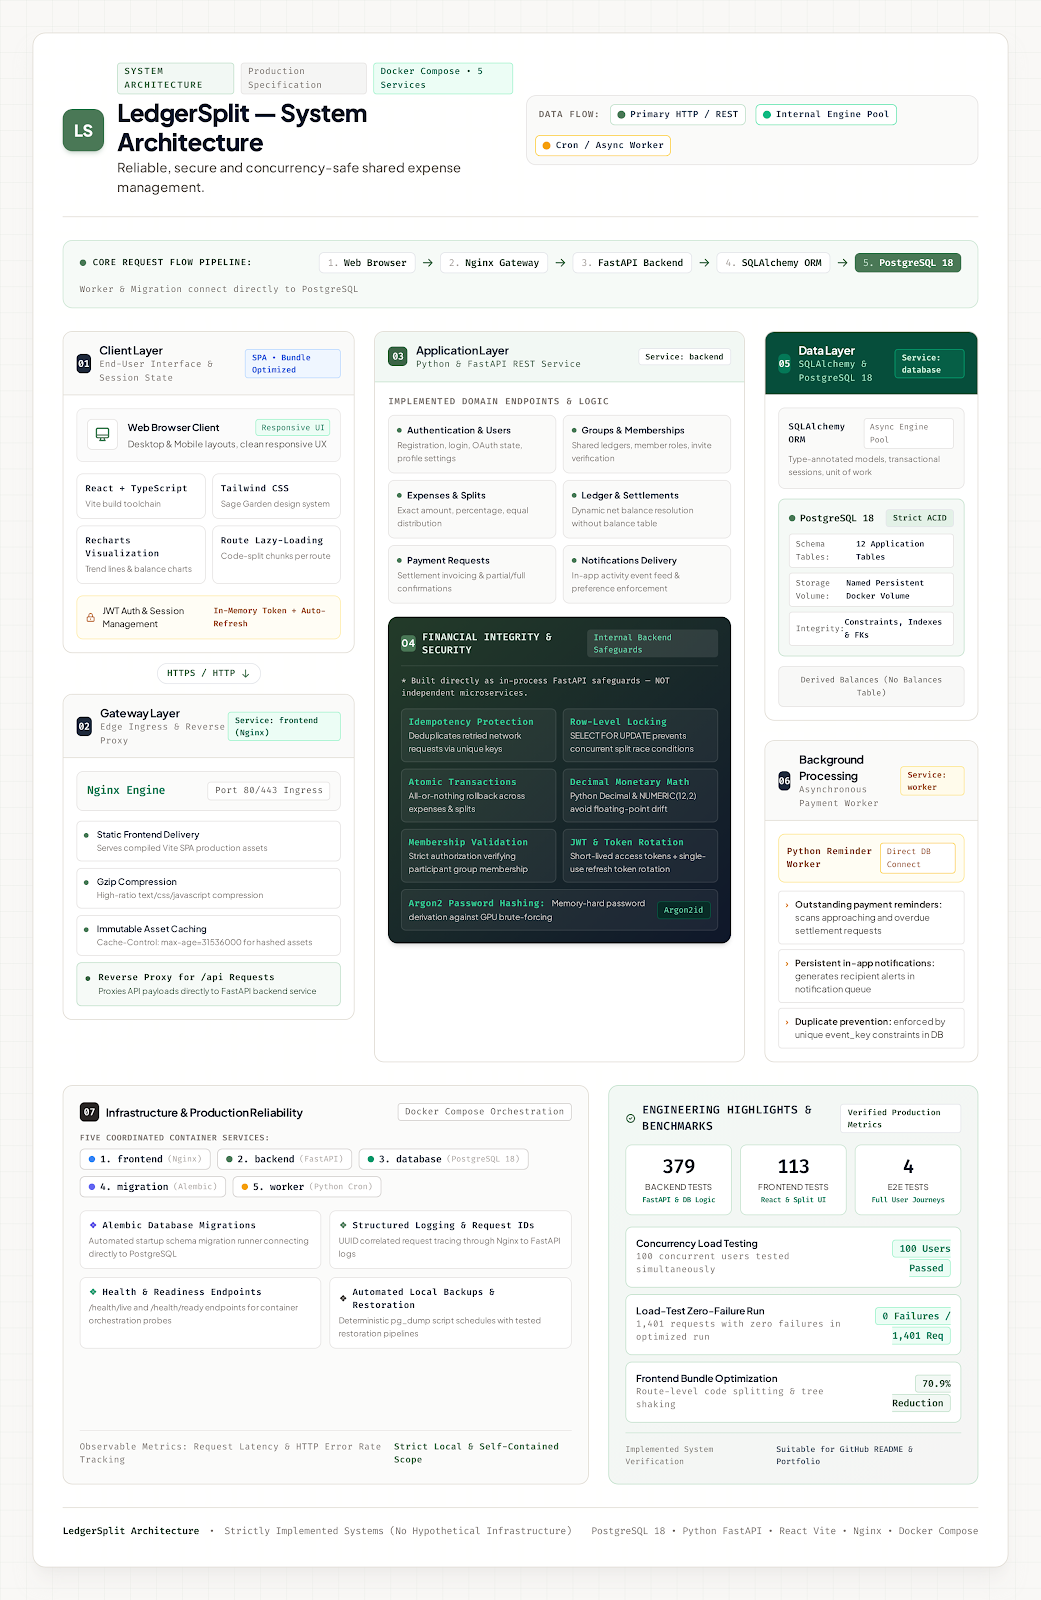 SYSTEM
ARCHITECTURE
Production
Specification
Docker Compose • 5
Services
LS
LedgerSplit — System
Architecture
Reliable, secure and concurrency-safe shared expense
management.
DATA FLOW:
Primary HTTP / REST
Internal Engine Pool
Cron / Async Worker
CORE REQUEST FLOW PIPELINE:
1. Web Browser → 2. Nginx Gateway → 3. FastAPI Backend → 4. SQLAlchemy ORM → 5. PostgreSQL 18
Worker & Migration connect directly to PostgreSQL
01
Client Layer
End-User Interface &
Session State
SPA • Bundle
Optimized
Web Browser Client
Responsive UI
Desktop & Mobile layouts, clean responsive UX
React + TypeScript
Vite build toolchain
Tailwind CSS
Sage Garden design system
Recharts
Visualization
Trend lines & balance charts
Route Lazy-Loading
Code-split chunks per route
JWT Auth & Session
Management
In-Memory Token + Auto-
Refresh
HTTPS / HTTP ↓
02
Gateway Layer
Edge Ingress & Reverse
Proxy
Service: frontend
(Nginx)
Nginx Engine
Port 80/443 Ingress
Static Frontend Delivery
Serves compiled Vite SPA production assets
Gzip Compression
High-ratio text/css/javascript compression
Immutable Asset Caching
Cache-Control: max-age=31536000 for hashed assets
Reverse Proxy for /api Requests
Proxies API payloads directly to FastAPI backend service
03
Application Layer
Python & FastAPI REST Service
Service: backend
IMPLEMENTED DOMAIN ENDPOINTS & LOGIC
Authentication & Users
Registration, login, OAuth state,
profile settings
Groups & Memberships
Shared ledgers, member roles, invite
verification
Expenses & Splits
Exact amount, percentage, equal
distribution
Ledger & Settlements
Dynamic net balance resolution
without balance table
Payment Requests
Settlement invoicing & partial/full
confirmations
Notifications Delivery
In-app activity event feed &
preference enforcement
04
FINANCIAL INTEGRITY &
SECURITY
Internal Backend
Safeguards
* Built directly as in-process FastAPI safeguards — NOT
independent microservices.
Idempotency Protection
Deduplicates retried network
requests via unique keys
Row-Level Locking
SELECT FOR UPDATE prevents
concurrent split race conditions
Atomic Transactions
All-or-nothing rollback across
expenses & splits
Decimal Monetary Math
Python Decimal & NUMERIC(12,2)
avoid floating-point drift
Membership Validation
Strict authorization verifying
participant group membership
JWT & Token Rotation
Short-lived access tokens + single-
use refresh token rotation
Argon2 Password Hashing: Memory-hard password
derivation against GPU brute-forcing
Argon2id
05
Data Layer
SQLAlchemy &
PostgreSQL 18
Service:
database
SQLAlchemy
ORM
Async Engine
Pool
Type-annotated models, transactional
sessions, unit of work
PostgreSQL 18
Strict ACID
Schema
Tables:
12 Application
Tables
Storage
Volume:
Named Persistent
Docker Volume
Integrity:
Constraints, Indexes
& FKs
Derived Balances (No Balances
Table)
06
Background
Processing
Asynchronous
Payment Worker
Service:
worker
Python Reminder
Worker
Direct DB
Connect
› Outstanding payment reminders:
scans approaching and overdue
settlement requests
› Persistent in-app notifications:
generates recipient alerts in
notification queue
› Duplicate prevention: enforced by
unique event_key constraints in DB
07
Infrastructure & Production Reliability
Docker Compose Orchestration
FIVE COORDINATED CONTAINER SERVICES:
1. frontend (Nginx)
2. backend (FastAPI)
3. database (PostgreSQL 18)
4. migration (Alembic)
5. worker (Python Cron)
❖ Alembic Database Migrations
Automated startup schema migration runner connecting
directly to PostgreSQL
❖ Structured Logging & Request IDs
UUID correlated request tracing through Nginx to FastAPI
logs
❖ Health & Readiness Endpoints
/health/live and /health/ready endpoints for container
orchestration probes
❖ Automated Local Backups &
Restoration
Deterministic pg_dump script schedules with tested
restoration pipelines
Observable Metrics: Request Latency & HTTP Error Rate
Tracking
Strict Local & Self-Contained
Scope
ENGINEERING HIGHLIGHTS &
BENCHMARKS
Verified Production
Metrics
379
BACKEND TESTS
FastAPI & DB Logic
113
FRONTEND TESTS
React & Split UI
4
E2E TESTS
Full User Journeys
Concurrency Load Testing
100 concurrent users tested
simultaneously
100 Users
Passed
Load-Test Zero-Failure Run
1,401 requests with zero failures in
optimized run
0 Failures /
1,401 Req
Frontend Bundle Optimization
Route-level code splitting & tree
shaking
70.9%
Reduction
Implemented System
Verification
Suitable for GitHub README &
Portfolio
LedgerSplit Architecture • Strictly Implemented Systems (No Hypothetical Infrastructure)
PostgreSQL 18 • Python FastAPI • React Vite • Nginx • Docker Compose